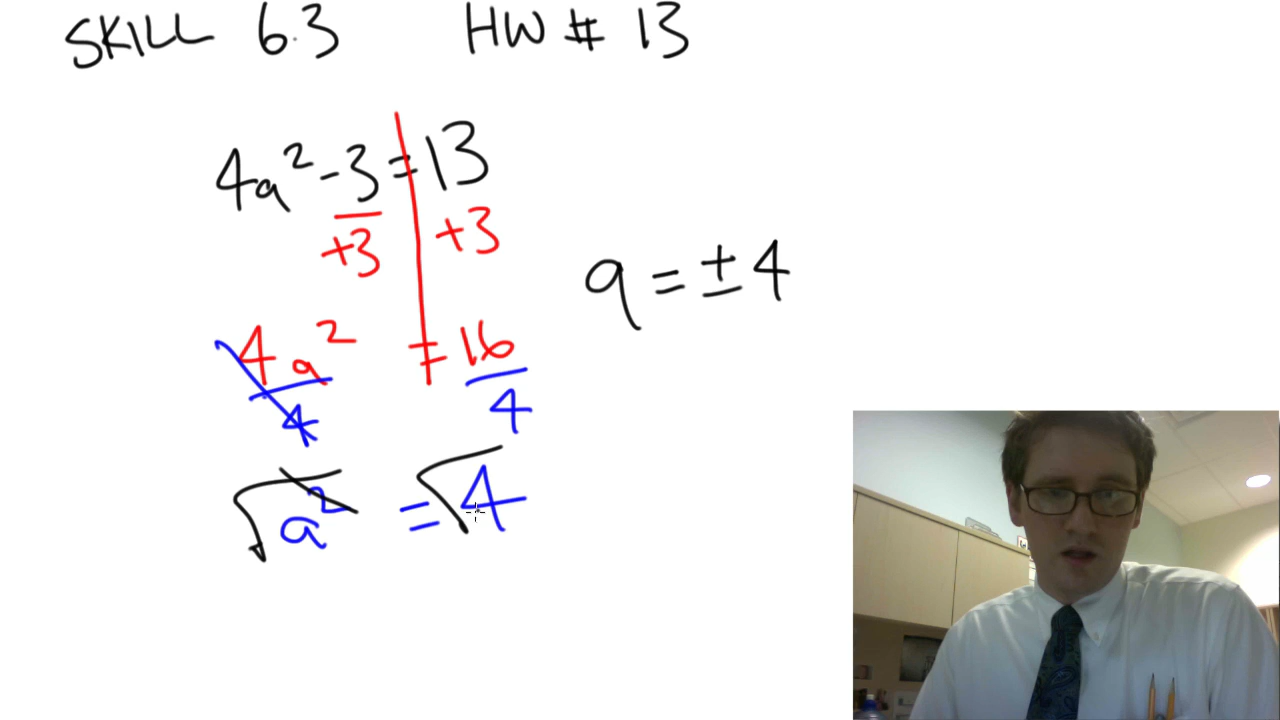 SKILL 6.3 HW # 13
4a² - 3 = 13
+3 +3
a = ±4
4a² = 16
4 4
√a² = √4